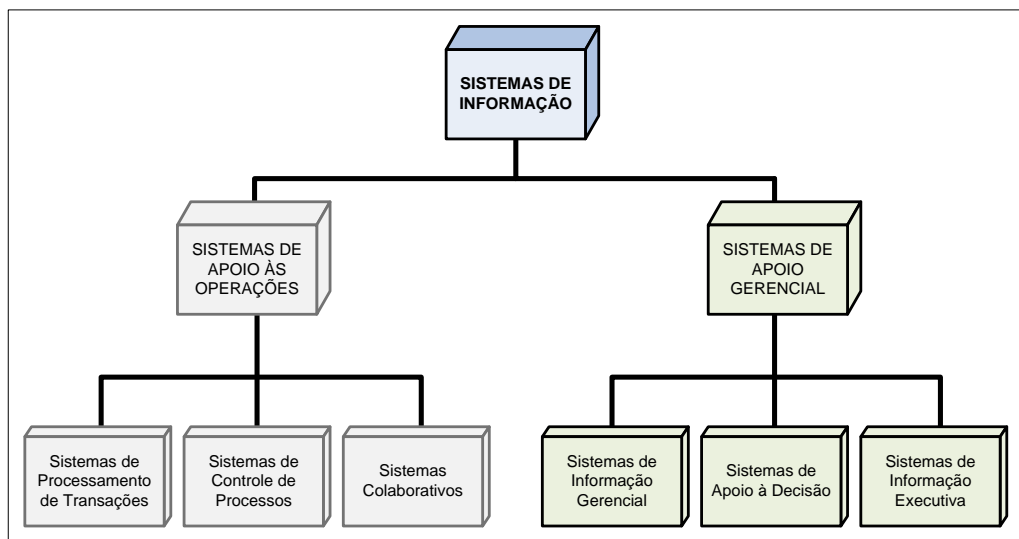 SISTEMAS DE
INFORMAÇÃO
SISTEMAS DE
APOIO ÀS
OPERAÇÕES
SISTEMAS DE
APOIO
GERENCIAL
Sistemas de
Processamento
de Transações
Sistemas de
Controle de
Processos
Sistemas
Colaborativos
Sistemas de
Informação
Gerencial
Sistemas de
Apoio à Decisão
Sistemas de
Informação
Executiva